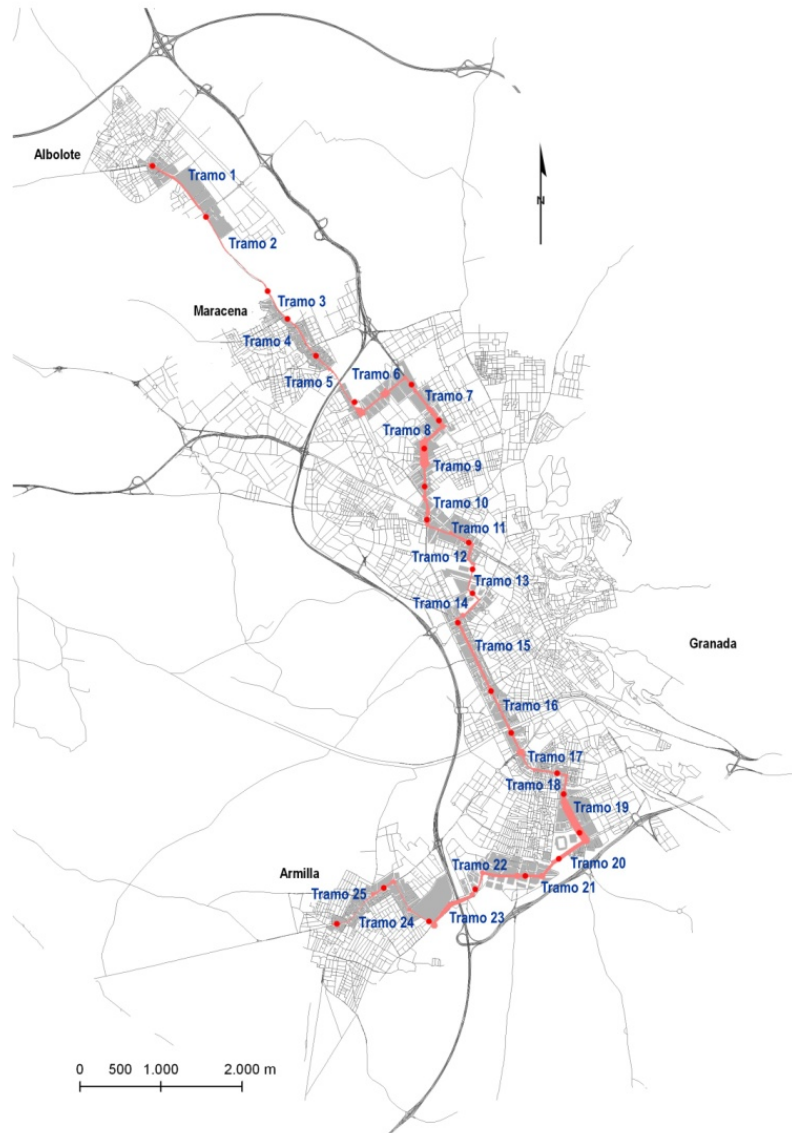 Albolote
Tramo 1
N
Tramo 2
Tramo 3
Maracena
Tramo 4
Tramo 5
Tramo 6
Tramo 7
Tramo 8
Tramo 9
Tramo 10
Tramo 11
Tramo 12
Tramo 13
Tramo 14
Granada
Tramo 15
Tramo 16
Tramo 17
Tramo 18
Tramo 19
Tramo 20
Tramo 22
Armilla
Tramo 21
Tramo 25
Tramo 24
Tramo 23
0 500 1.000 2.000 m